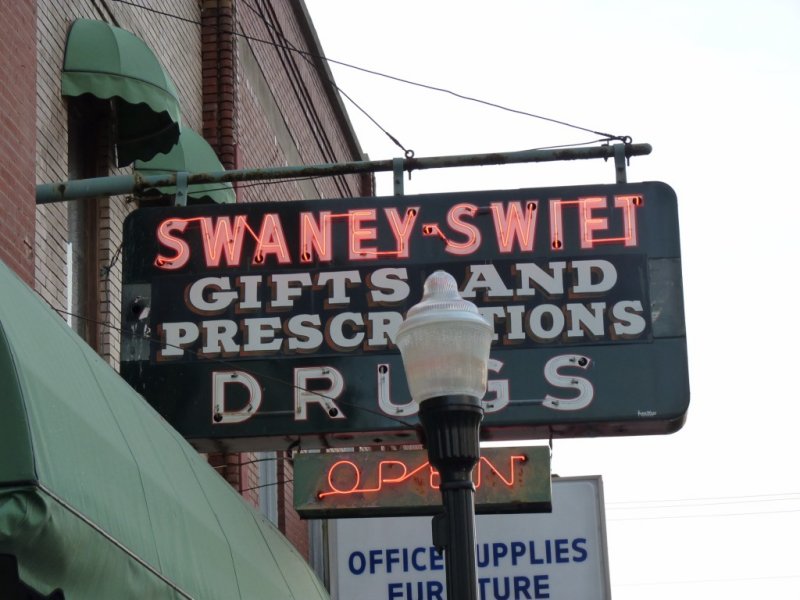 SWANEY-SWIFT
GIFTS AND
PRESCRIPTIONS
DRUGS
OPEN
OFFICE SUPPLIES
FURNITURE